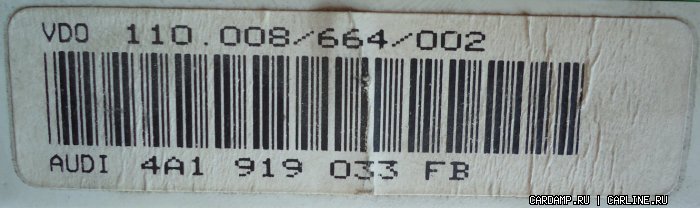 VDO 110.008/664/002
AUDI 4A1 919 033 FB
CARDAMP.RU | CARLINE.RU